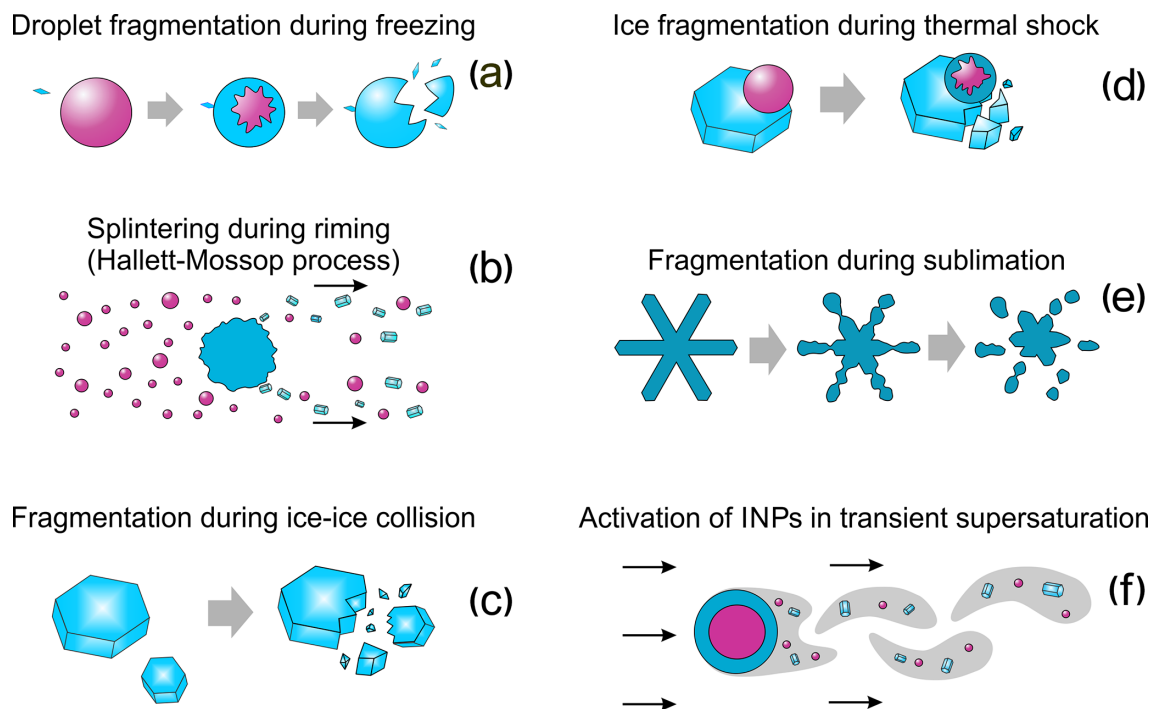 Droplet fragmentation during freezing
(a)
Ice fragmentation during thermal shock
(d)
Splintering during riming
(Hallett-Mossop process)
(b)
Fragmentation during sublimation
(e)
Fragmentation during ice-ice collision
(c)
Activation of INPs in transient supersaturation
(f)